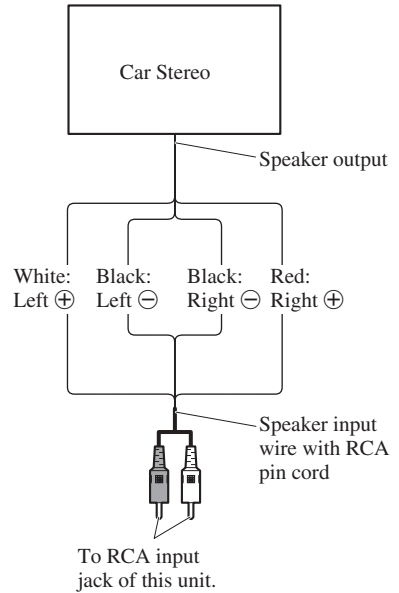 Car Stereo
Speaker output
White:
Left ⊕
Black:
Left ⊖
Black:
Right ⊖
Red:
Right ⊕
Speaker input
wire with RCA
pin cord
To RCA input
jack of this unit.